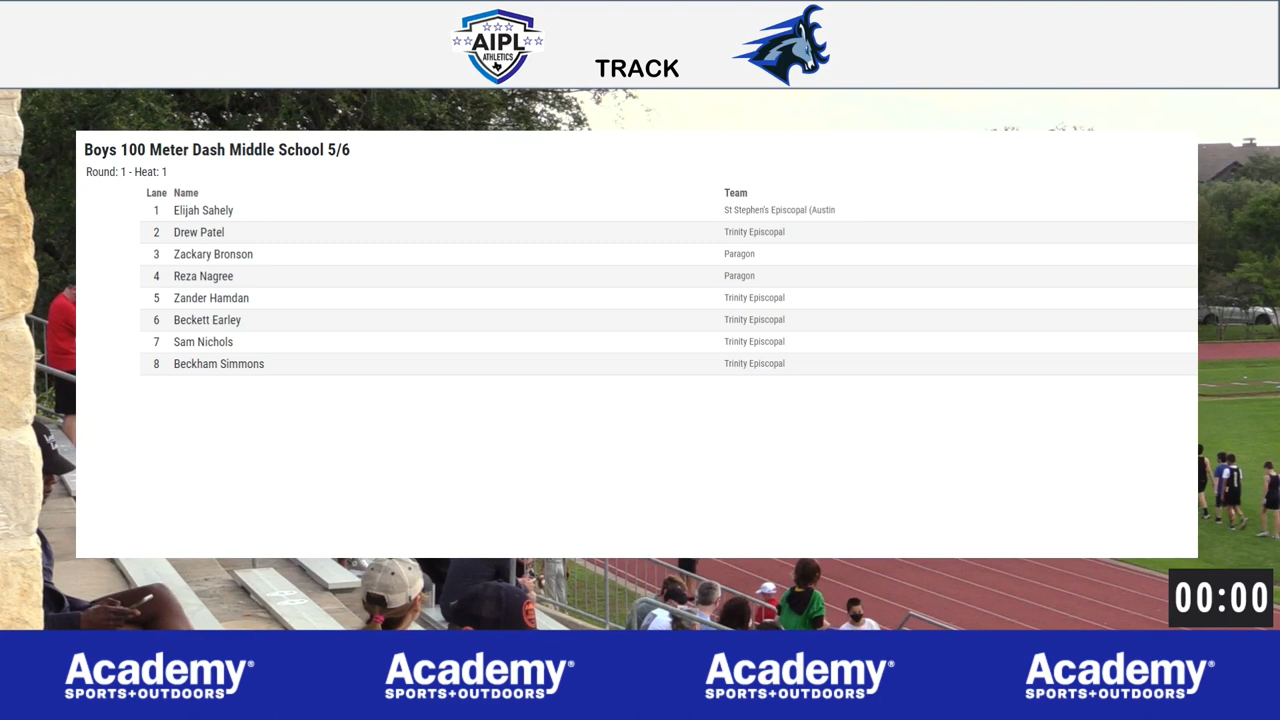 AIPL
ATHLETICS
TRACK
Boys 100 Meter Dash Middle School 5/6
Round: 1 - Heat: 1
Lane Name Team
1 Elijah Sahely St Stephen's Episcopal (Austin
2 Drew Patel Trinity Episcopal
3 Zackary Bronson Paragon
4 Reza Nagree Paragon
5 Zander Hamdan Trinity Episcopal
6 Beckett Earley Trinity Episcopal
7 Sam Nichols Trinity Episcopal
8 Beckham Simmons Trinity Episcopal
00:00
Academy® Academy® Academy® Academy®
SPORTS+OUTDOORS SPORTS+OUTDOORS SPORTS+OUTDOORS SPORTS+OUTDOORS